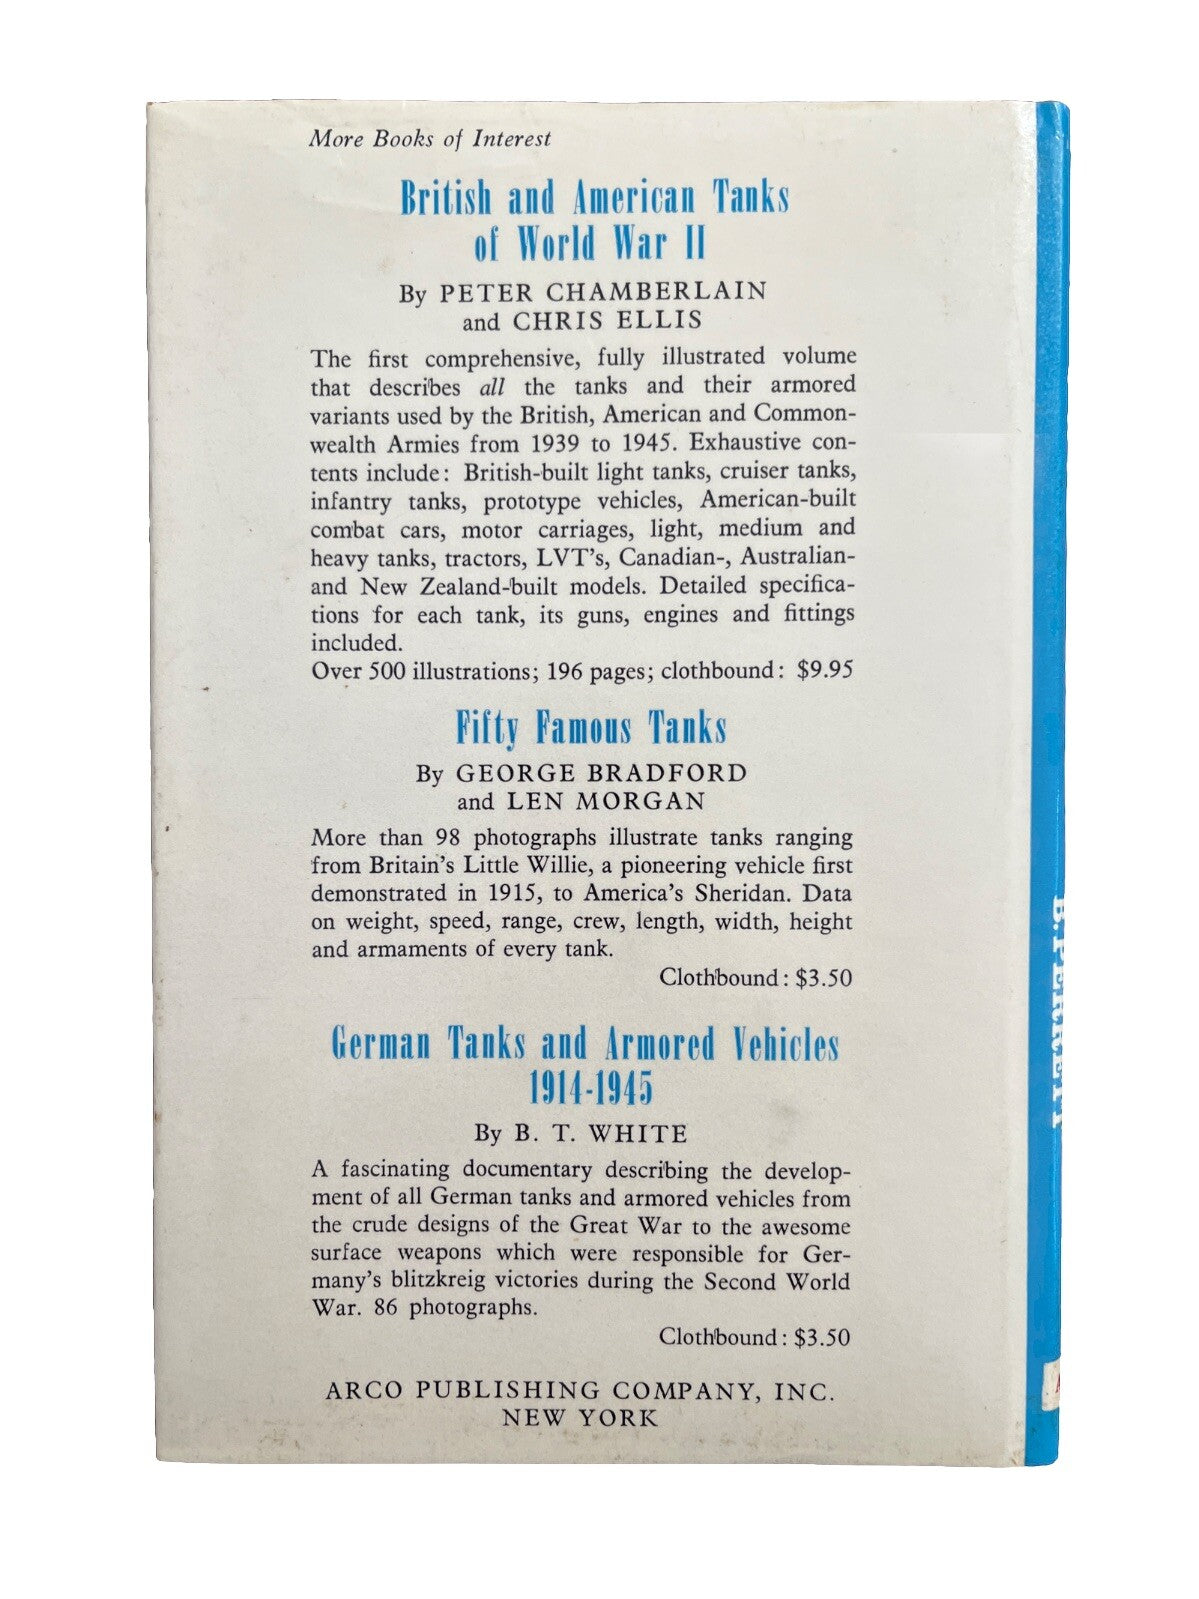 More Books of Interest
British and American Tanks
of World War II
By PETER CHAMBERLAIN
and CHRIS ELLIS
The first comprehensive, fully illustrated volume
that describes all the tanks and their armored
variants used by the British, American and Common-
wealth Armies from 1939 to 1945. Exhaustive con-
tents include: British-built light tanks, cruiser tanks,
infantry tanks, prototype vehicles, American-built
combat cars, motor carriages, light, medium and
heavy tanks, tractors, LVT's, Canadian-, Australian-
and New Zealand-built models. Detailed specifica-
tions for each tank, its guns, engines and fittings
included.
Over 500 illustrations; 196 pages; clothbound: $9.95
Fifty Famous Tanks
By GEORGE BRADFORD
and LEN MORGAN
More than 98 photographs illustrate tanks ranging
from Britain's Little Willie, a pioneering vehicle first
demonstrated in 1915, to America's Sheridan. Data
on weight, speed, range, crew, length, width, height
and armaments of every tank.
Clothbound: $3.50
German Tanks and Armored Vehicles
1914-1945
By B. T. WHITE
A fascinating documentary describing the develop-
ment of all German tanks and armored vehicles from
the crude designs of the Great War to the awesome
surface weapons which were responsible for Ger-
many's blitzkreig victories during the Second World
War. 86 photographs.
Clothbound: $3.50
ARCO PUBLISHING COMPANY, INC.
NEW YORK
B. PERRETT